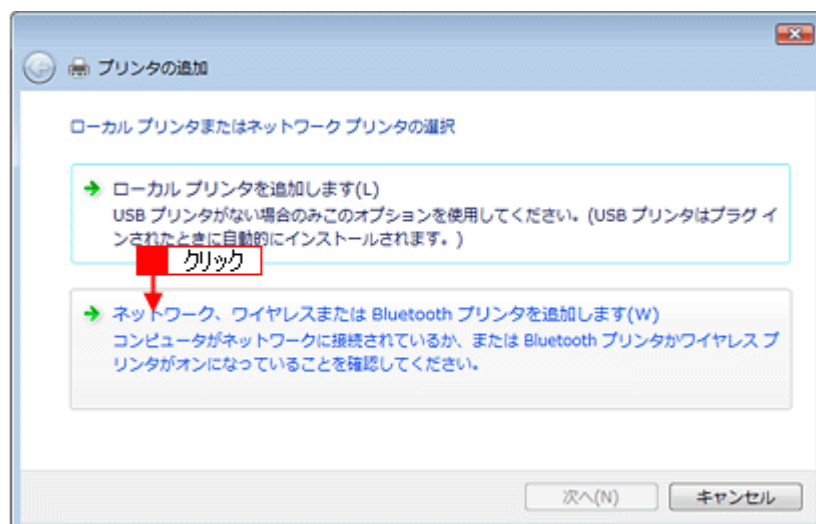 プリンタの追加
ローカル プリンタまたはネットワーク プリンタの選択
ローカル プリンタを追加します(L)
USB プリンタがない場合のみこのオプションを使用してください。(USB プリンタはプラグ イ
ンされたときに自動的にインストールされます。)
クリック
ネットワーク、ワイヤレスまたは Bluetooth プリンタを追加します(W)
コンピュータがネットワークに接続されているか、または Bluetooth プリンタかワイヤレス プ
リンタがオンになっていることを確認してください。
次へ(N)
キャンセル